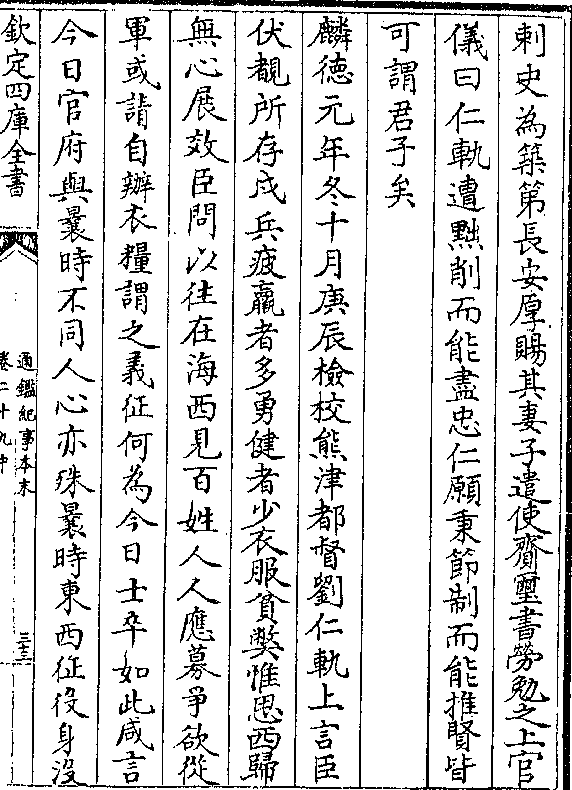 刺史為築第長安厚賜其妻子遣使齎璽書勞勉之上官
儀曰仁軌遭黜削而能盡忠仁願秉節制而能推賢皆
可謂君子矣
麟德元年冬十月庚辰檢校熊津都督劉仁軌上言臣
伏覩所存戍兵疲羸者多勇健者少衣服貧弊惟思西歸
無心展效臣問以往在海西見百姓人人應募爭欲從
軍或請自辦衣糧謂之義征何為今日士卒如此咸言
今日官府與曩時不同人心亦殊曩時東西征役身沒
欽定四庫全書
通鑑紀事本末
卷二十九中
三三